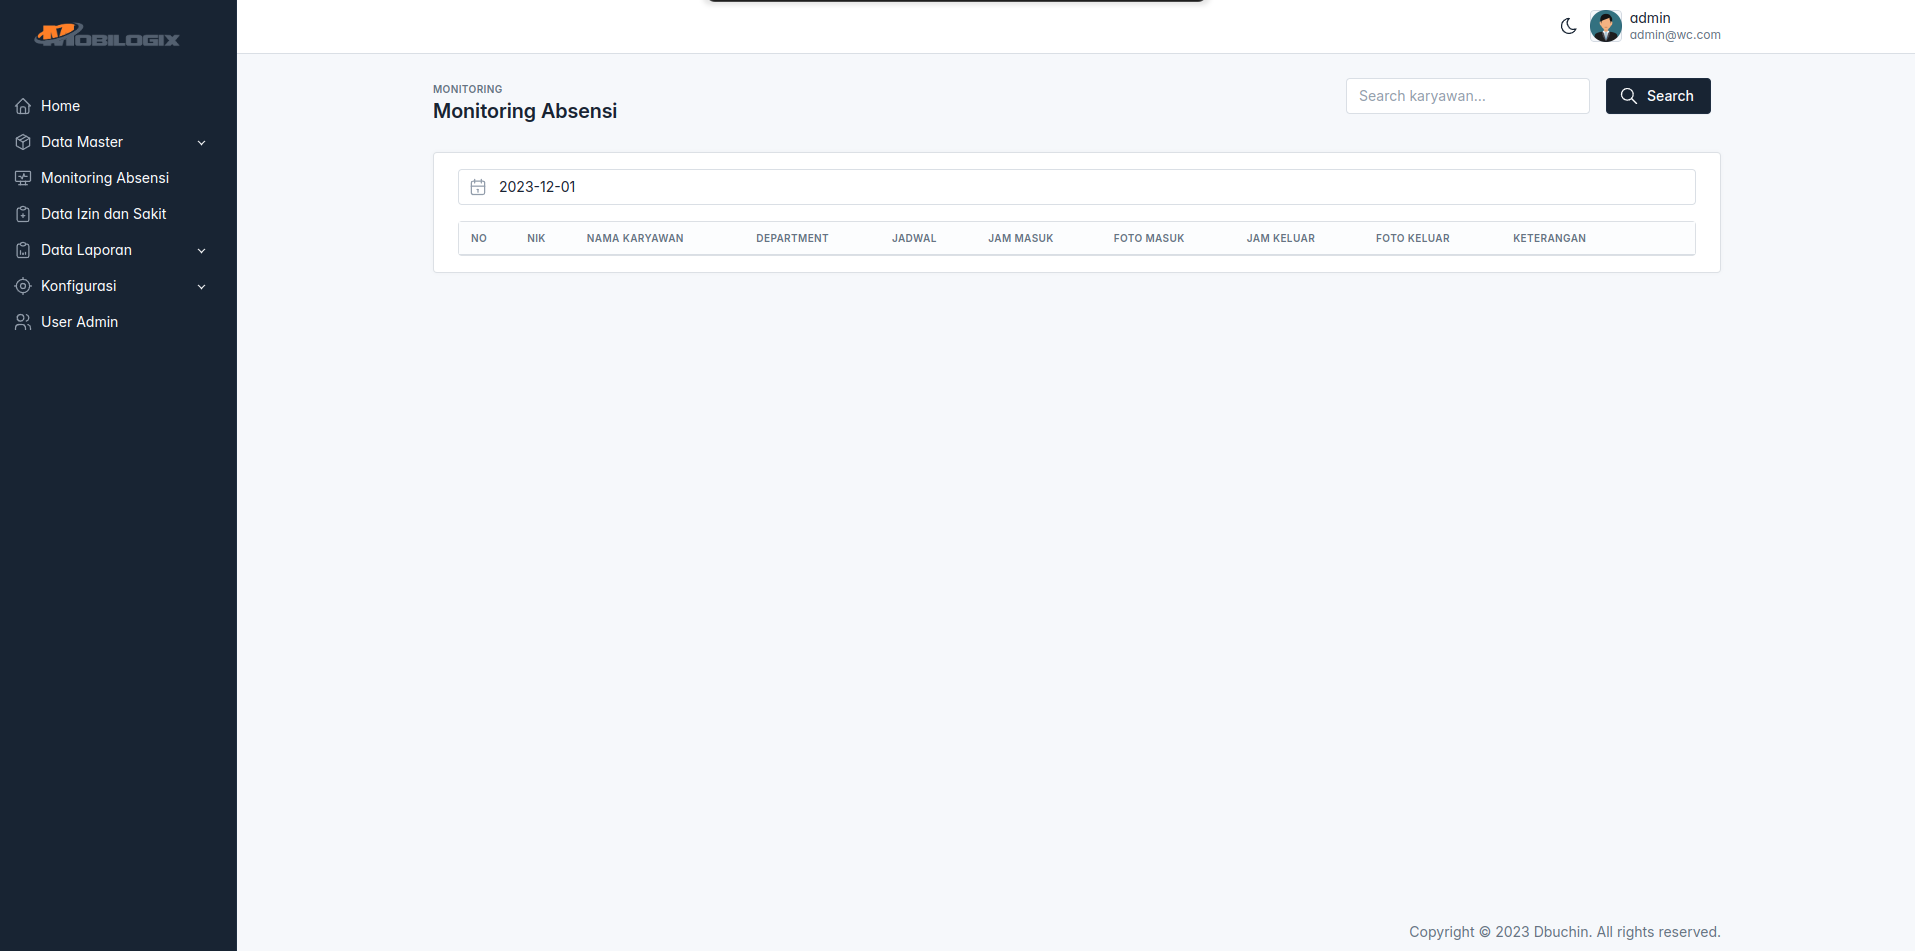 MOBILOGIX
Home
Data Master
Monitoring Absensi
Data Izin dan Sakit
Data Laporan
Konfigurasi
User Admin
admin
admin@wc.com
MONITORING
Monitoring Absensi
Search karyawan...
Search
2023-12-01
NO NIK NAMA KARYAWAN DEPARTMENT JADWAL JAM MASUK FOTO MASUK JAM KELUAR FOTO KELUAR KETERANGAN
Copyright © 2023 Dbuchin. All rights reserved.